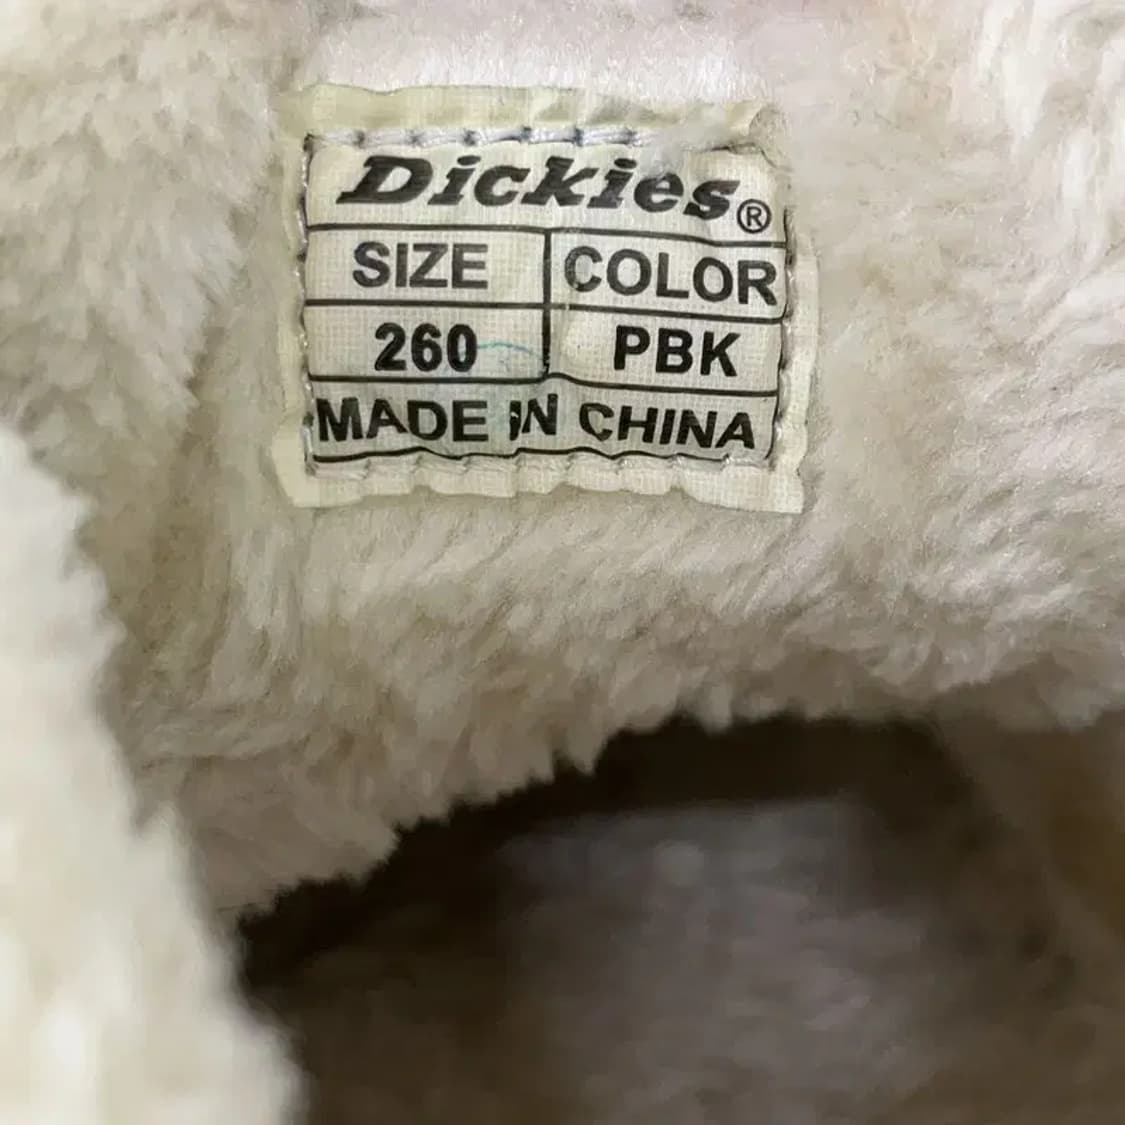 Dickies®
SIZE COLOR
260 PBK
MADE IN CHINA